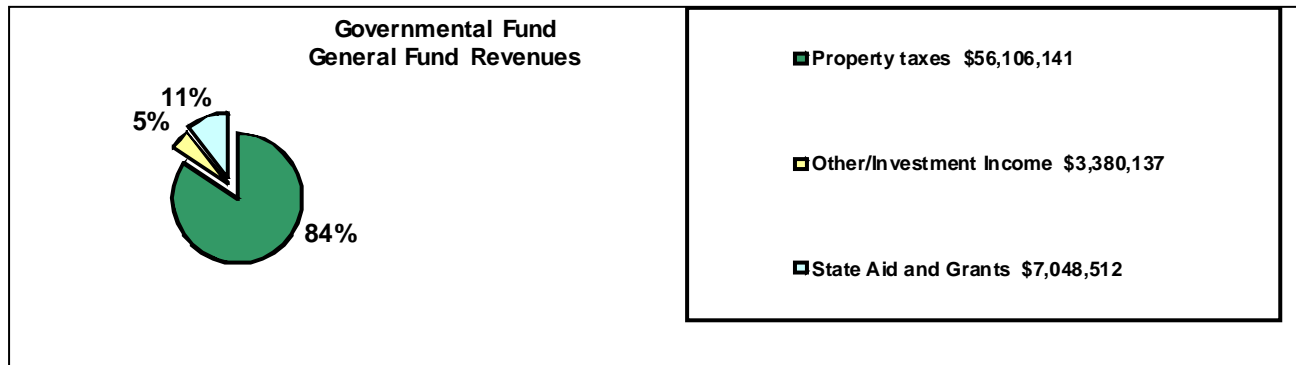 Governmental Fund
General Fund Revenues
11%
5%
84%
Property taxes $56,106,141
Other/Investment Income $3,380,137
State Aid and Grants $7,048,512